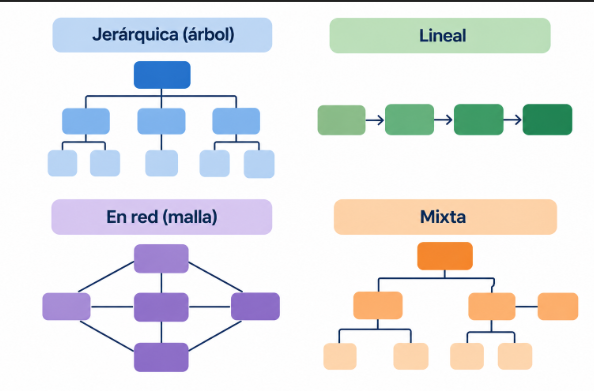 Jerárquica (árbol)
Lineal
En red (malla)
Mixta